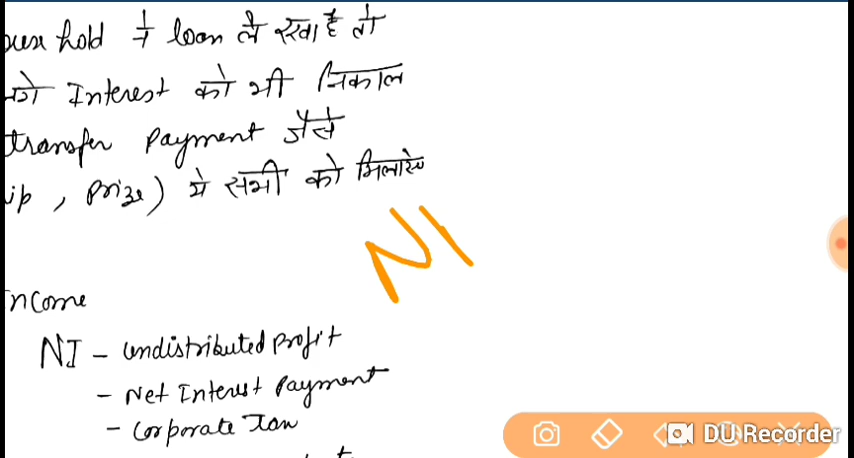 hold ने loan ले रखा है तो
को Interest को भी निकाल
transfer payment जैसे
ip , prize) ये सभी को मिलाके
NI
ncome
NI - undistributed profit
- Net Interest Payment
- Corporate Tax
DU Recorder